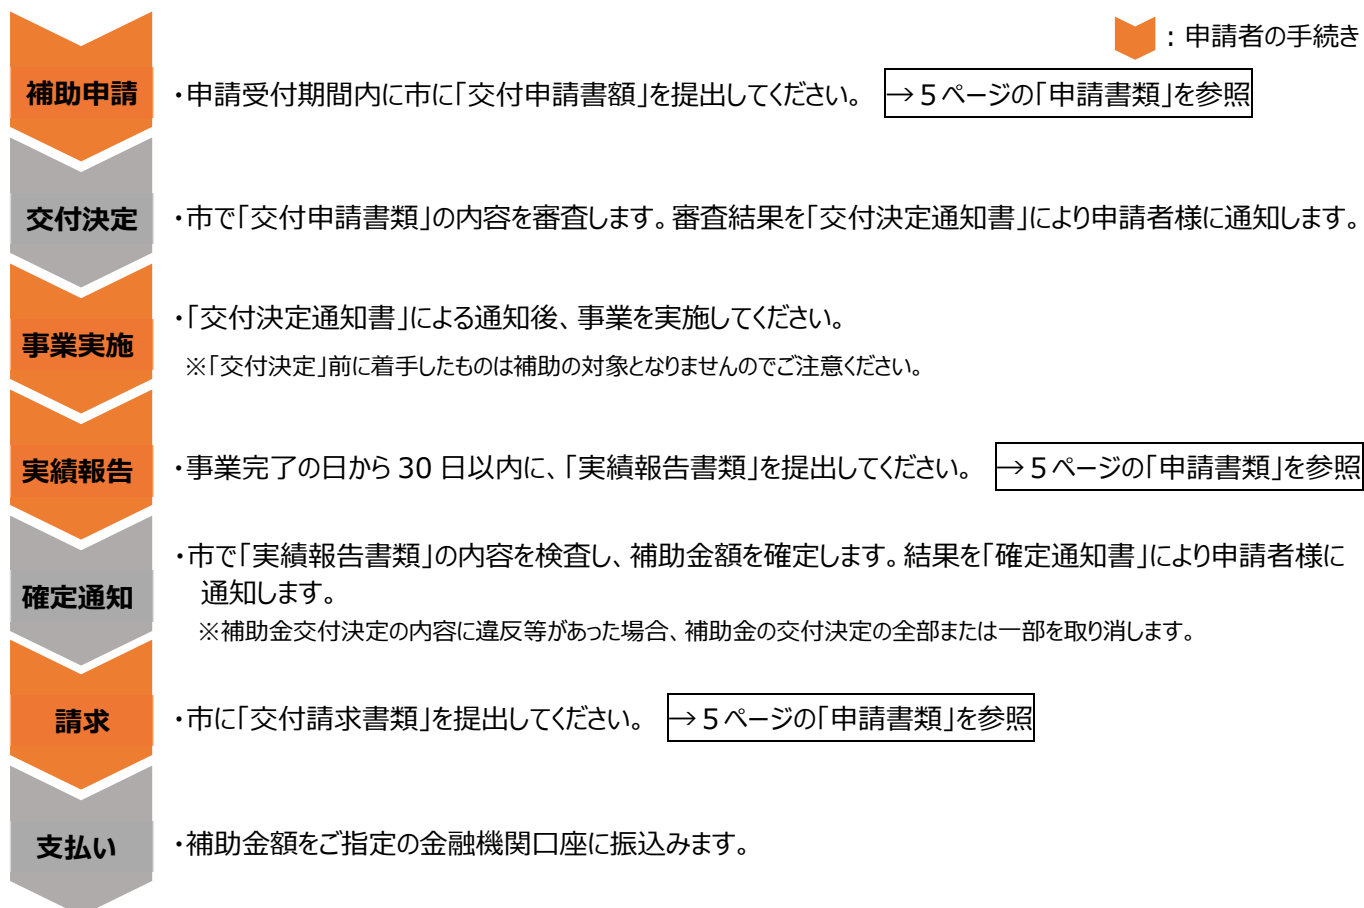 ：申請者の手続き
補助申請
・申請受付期間内に市に「交付申請書額」を提出してください。 →５ページの「申請書類」を参照
交付決定
・市で「交付申請書類」の内容を審査します。審査結果を「交付決定通知書」により申請者様に通知します。
事業実施
・「交付決定通知書」による通知後、事業を実施してください。
※「交付決定」前に着手したものは補助の対象となりませんのでご注意ください。
実績報告
・事業完了の日から 30 日以内に、「実績報告書類」を提出してください。 →５ページの「申請書類」を参照
確定通知
・市で「実績報告書類」の内容を検査し、補助金額を確定します。結果を「確定通知書」により申請者様に
通知します。
※補助金交付決定の内容に違反等があった場合、補助金の交付決定の全部または一部を取り消します。
請求
・市に「交付請求書類」を提出してください。 →５ページの「申請書類」を参照
支払い
・補助金額をご指定の金融機関口座に振込みます。